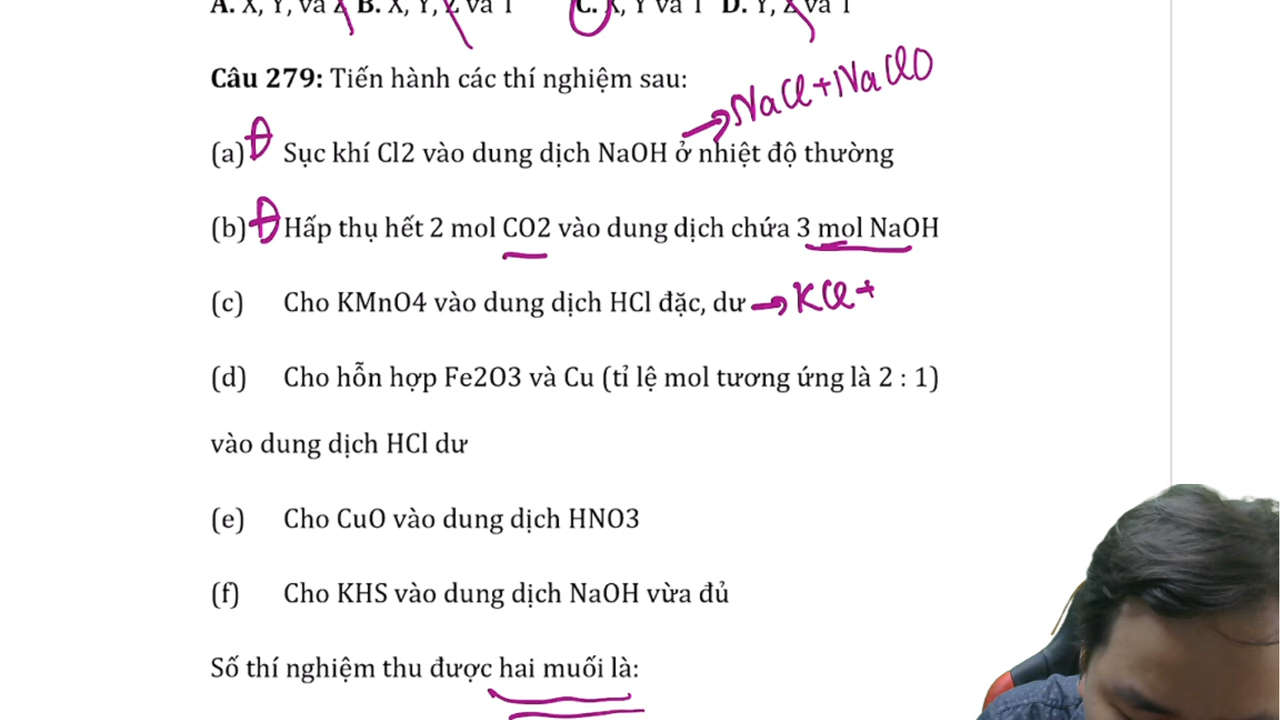 A. X, Y, và Z B. X, Y, Z và T C. X, Y và T D. Y, Z và T
Câu 279: Tiến hành các thí nghiệm sau:
→ NaCl + NaClO
(a) Đ Sục khí Cl2 vào dung dịch NaOH ở nhiệt độ thường
(b) Đ Hấp thụ hết 2 mol CO2 vào dung dịch chứa 3 mol NaOH
(c) Cho KMnO4 vào dung dịch HCl đặc, dư → KCl +
(d) Cho hỗn hợp Fe2O3 và Cu (tỉ lệ mol tương ứng là 2 : 1)
vào dung dịch HCl dư
(e) Cho CuO vào dung dịch HNO3
(f) Cho KHS vào dung dịch NaOH vừa đủ
Số thí nghiệm thu được hai muối là: